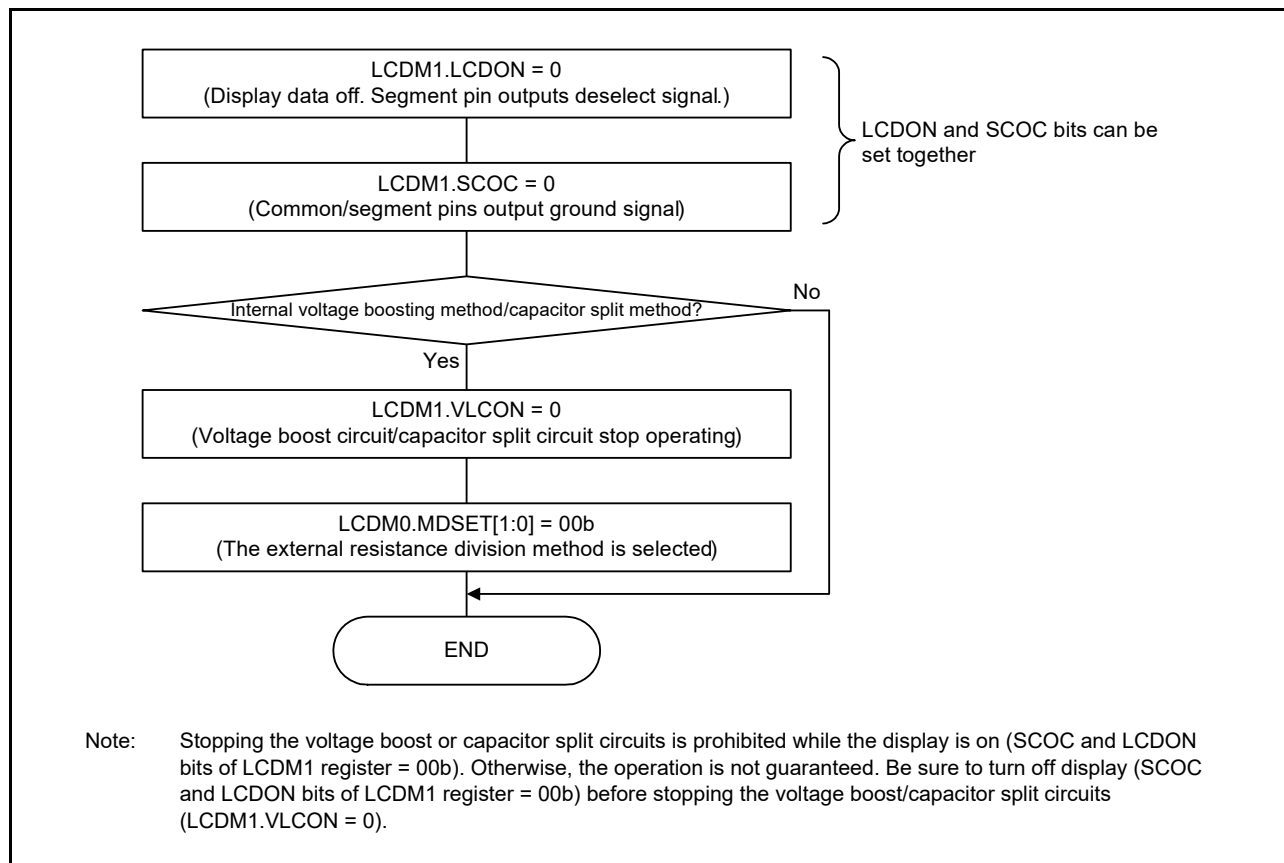 LCDM1.LCDON = 0
(Display data off. Segment pin outputs deselect signal.)
LCDON and SCOC bits can be
set together
LCDM1.SCOC = 0
(Common/segment pins output ground signal)
No
Internal voltage boosting method/capacitor split method?
Yes
LCDM1.VLCON = 0
(Voltage boost circuit/capacitor split circuit stop operating)
LCDM0.MDSET[1:0] = 00b
(The external resistance division method is selected)
END
Note: Stopping the voltage boost or capacitor split circuits is prohibited while the display is on (SCOC and LCDON
bits of LCDM1 register = 00b). Otherwise, the operation is not guaranteed. Be sure to turn off display (SCOC
and LCDON bits of LCDM1 register = 00b) before stopping the voltage boost/capacitor split circuits
(LCDM1.VLCON = 0).